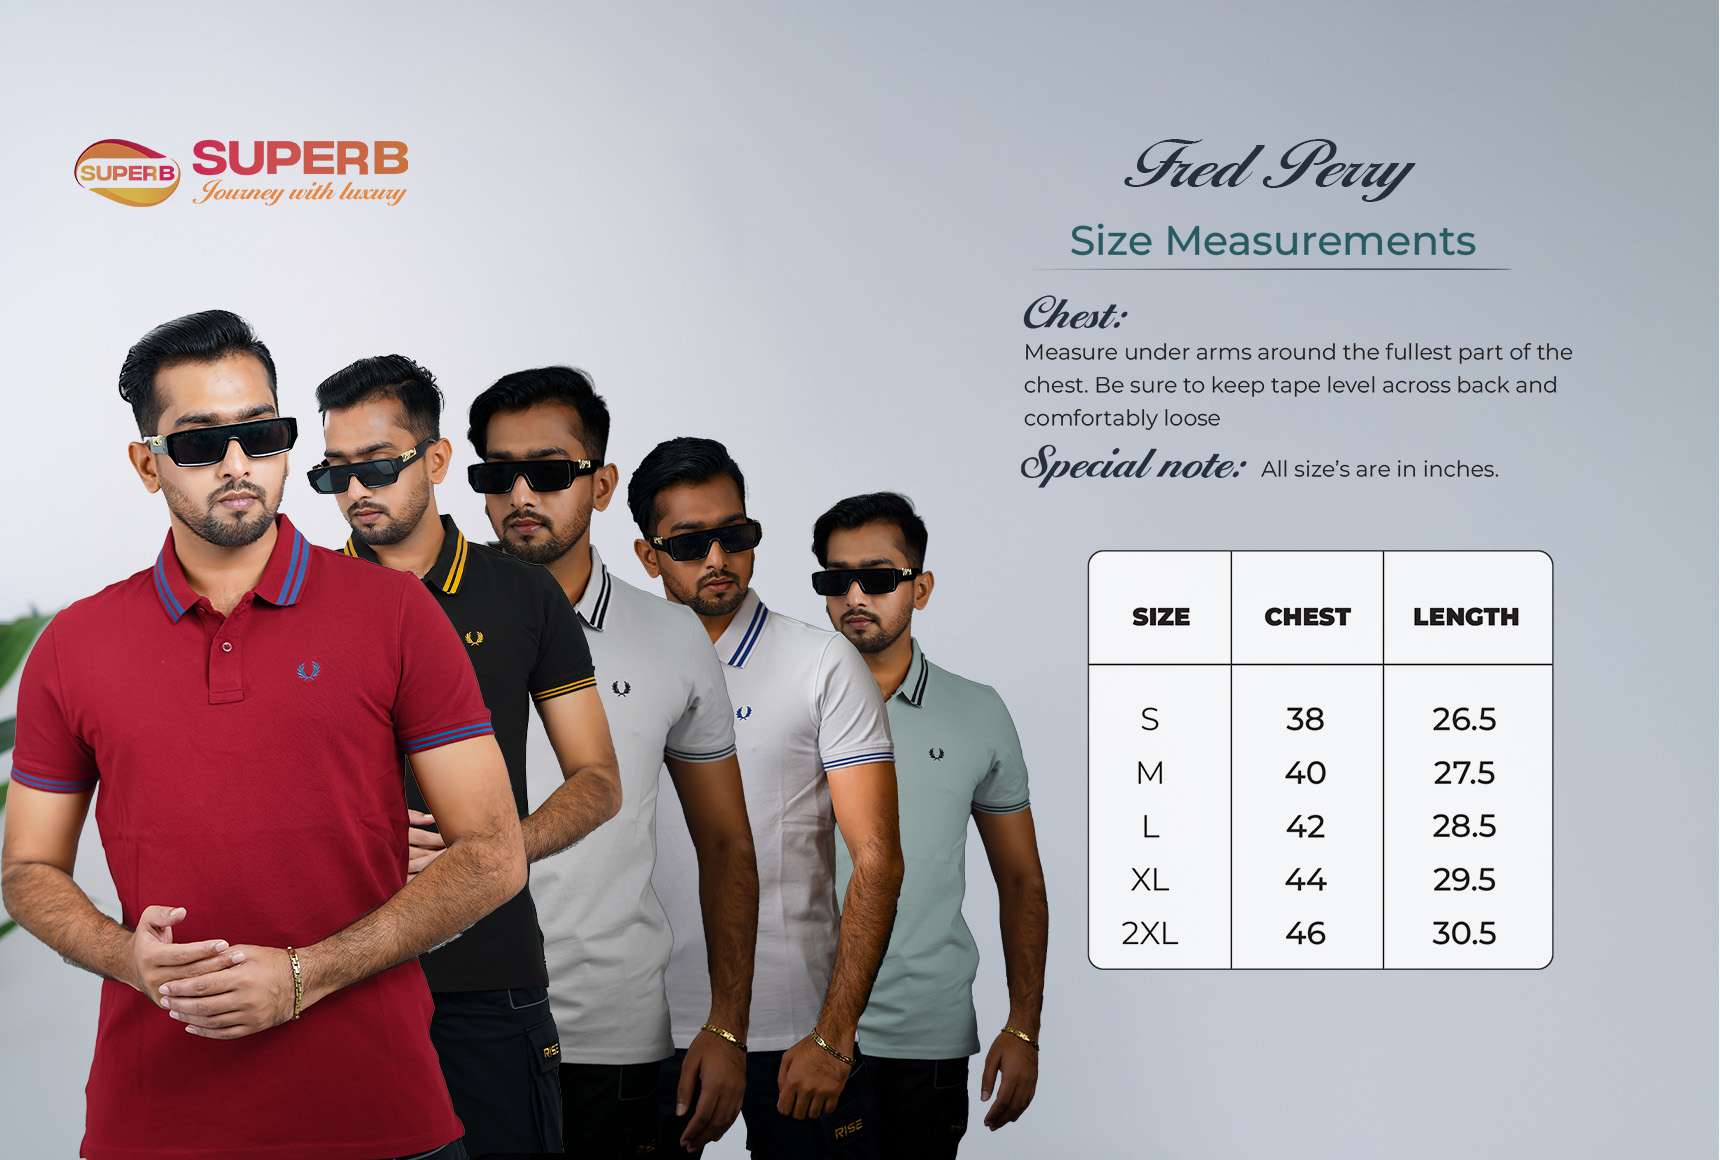 SUPERB
SUPERB
Journey with luxury
Fred Perry
Size Measurements
Chest:
Measure under arms around the fullest part of the
chest. Be sure to keep tape level across back and
comfortably loose
Special note: All size's are in inches.
SIZE CHEST LENGTH
S 38 26.5
M 40 27.5
L 42 28.5
XL 44 29.5
2XL 46 30.5
RISE
RISE